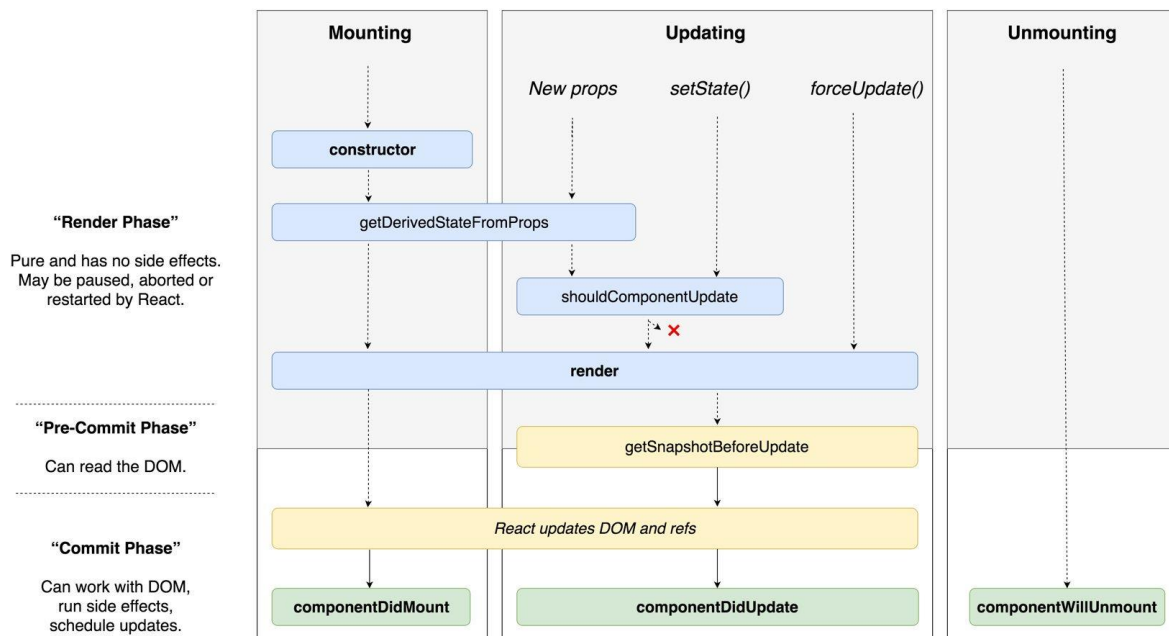 Mounting
Updating
Unmounting
New props
setState()
forceUpdate()
constructor
“Render Phase”
getDerivedStateFromProps
Pure and has no side effects.
May be paused, aborted or
restarted by React.
shouldComponentUpdate
render
“Pre-Commit Phase”
Can read the DOM.
getSnapshotBeforeUpdate
React updates DOM and refs
“Commit Phase”
Can work with DOM,
run side effects,
schedule updates.
componentDidMount
componentDidUpdate
componentWillUnmount